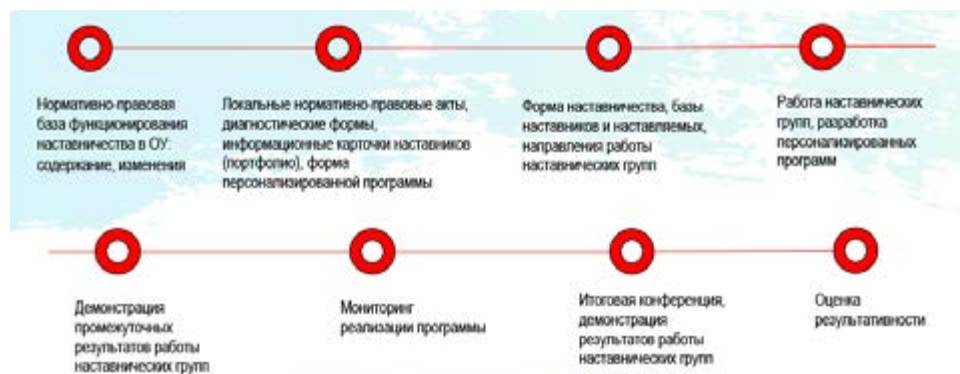 Нормативно-правовая
база функционирования
наставничества в ОУ:
содержание, изменения
Локальные нормативно-правовые акты,
диагностические формы,
информационные карточки наставников
(портфолио), форма
персонализированной программы
Форма наставничества, базы
наставников и наставляемых,
направления работы
наставнических групп
Работа наставнических
групп, разработка
персонализированных
программ
Демонстрация
промежуточных
результатов работы
наставнических групп
Мониторинг
реализации программы
Итоговая конференция,
демонстрация
результатов работы
наставнических групп
Оценка
результативности